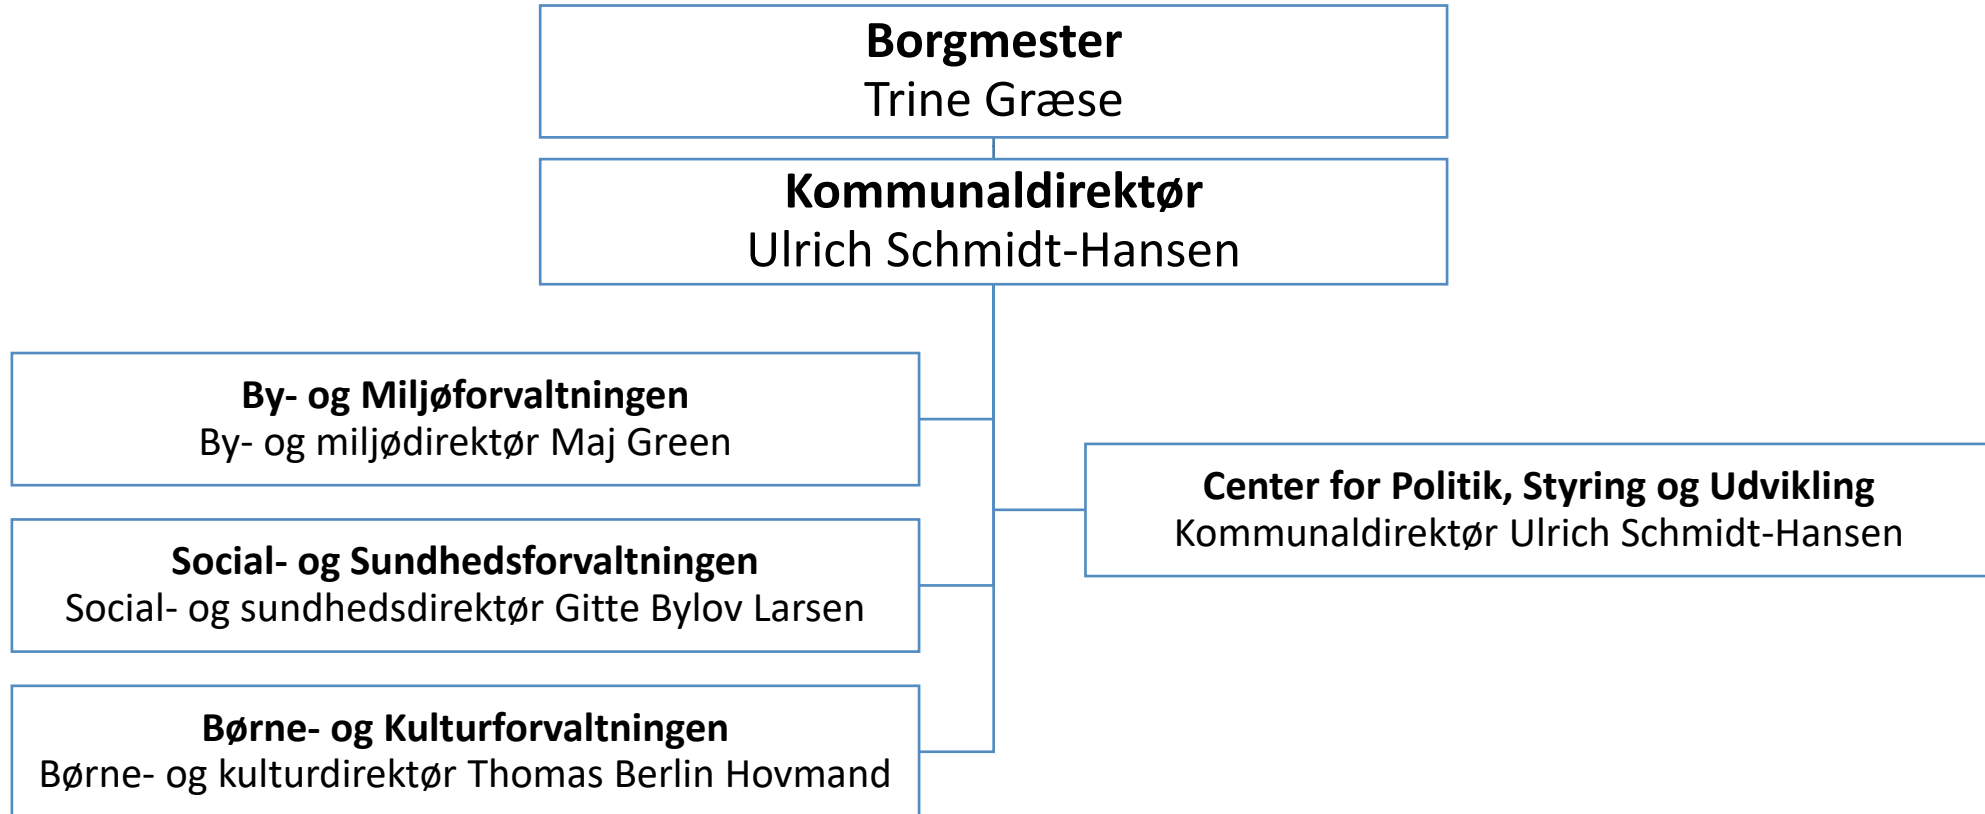 Borgmester
Trine Græse
Kommunaldirektør
Ulrich Schmidt-Hansen
By- og Miljøforvaltningen
By- og miljødirektør Maj Green
Center for Politik, Styring og Udvikling
Kommunaldirektør Ulrich Schmidt-Hansen
Social- og Sundhedsforvaltningen
Social- og sundhedsdirektør Gitte Bylov Larsen
Børne- og Kulturforvaltningen
Børne- og kulturdirektør Thomas Berlin Hovmand